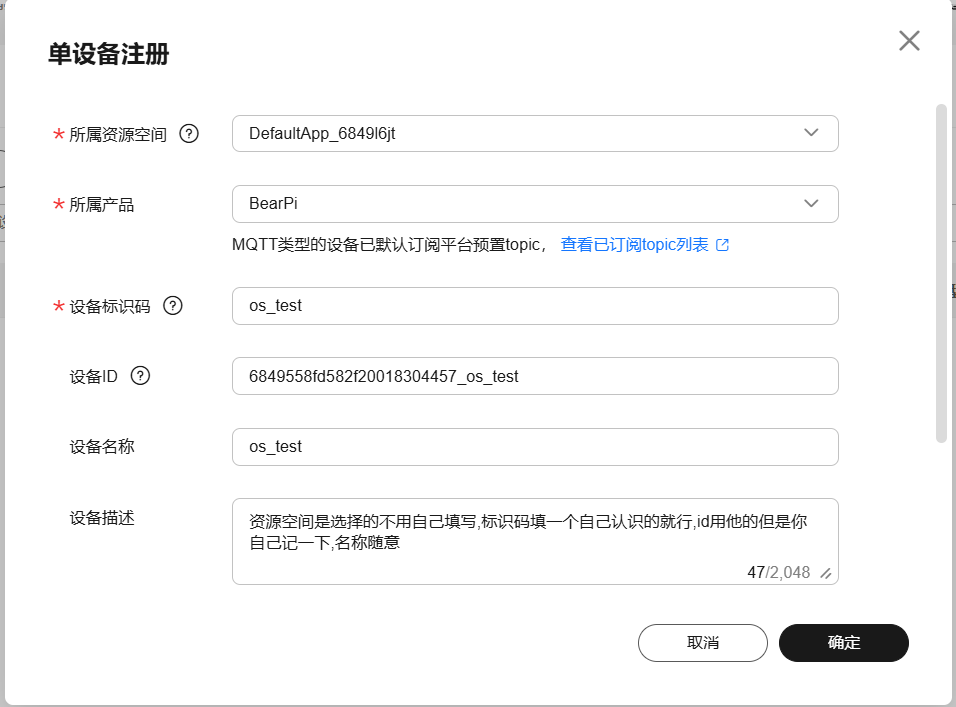 单设备注册
* 所属资源空间 ?
DefaultApp_6849l6jt
* 所属产品
BearPi
MQTT类型的设备已默认订阅平台预置topic， 查看已订阅topic列表
* 设备标识码 ?
os_test
设备ID ?
6849558fd582f20018304457_os_test
设备名称
os_test
设备描述
资源空间是选择的不用自己填写,标识码填一个自己认识的就行,id用他的但是你
自己记一下,名称随意
47/2,048
取消 确定